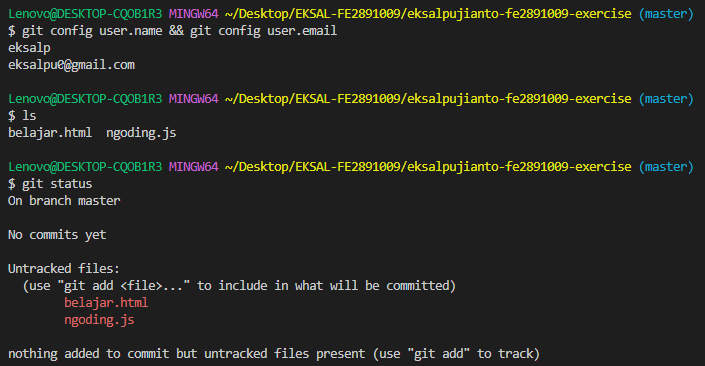 Lenovo@DESKTOP-CQOB1R3 MINGW64 ~/Desktop/EKSAL-FE2891009/eksalpujianto-fe2891009-exercise (master)
$ git config user.name && git config user.email
eksalp
eksalpu0@gmail.com
Lenovo@DESKTOP-CQOB1R3 MINGW64 ~/Desktop/EKSAL-FE2891009/eksalpujianto-fe2891009-exercise (master)
$ ls
belajar.html  ngoding.js
Lenovo@DESKTOP-CQOB1R3 MINGW64 ~/Desktop/EKSAL-FE2891009/eksalpujianto-fe2891009-exercise (master)
$ git status
On branch master
No commits yet
Untracked files:
  (use "git add <file>..." to include in what will be committed)
        belajar.html
        ngoding.js
nothing added to commit but untracked files present (use "git add" to track)